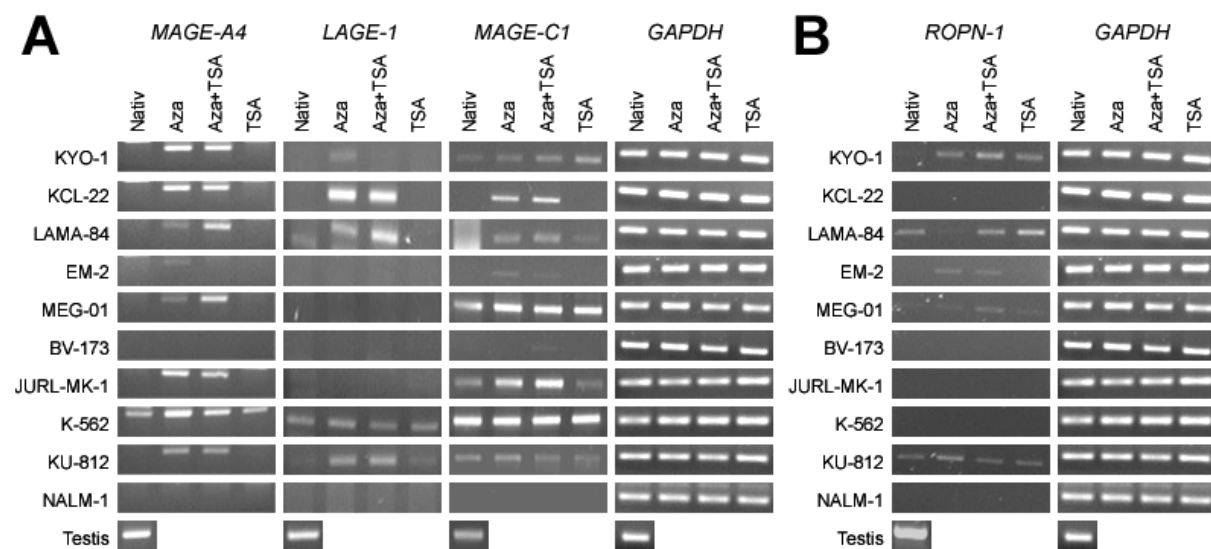 A MAGE-A4 LAGE-1 MAGE-C1 GAPDH B ROPN-1 GAPDH
Nativ Aza Aza+TSA TSA Nativ Aza Aza+TSA TSA Nativ Aza Aza+TSA TSA Nativ Aza Aza+TSA TSA Nativ Aza Aza+TSA TSA Nativ Aza Aza+TSA TSA
KYO-1 KYO-1
KCL-22 KCL-22
LAMA-84 LAMA-84
EM-2 EM-2
MEG-01 MEG-01
BV-173 BV-173
JURL-MK-1 JURL-MK-1
K-562 K-562
KU-812 KU-812
NALM-1 NALM-1
Testis Testis